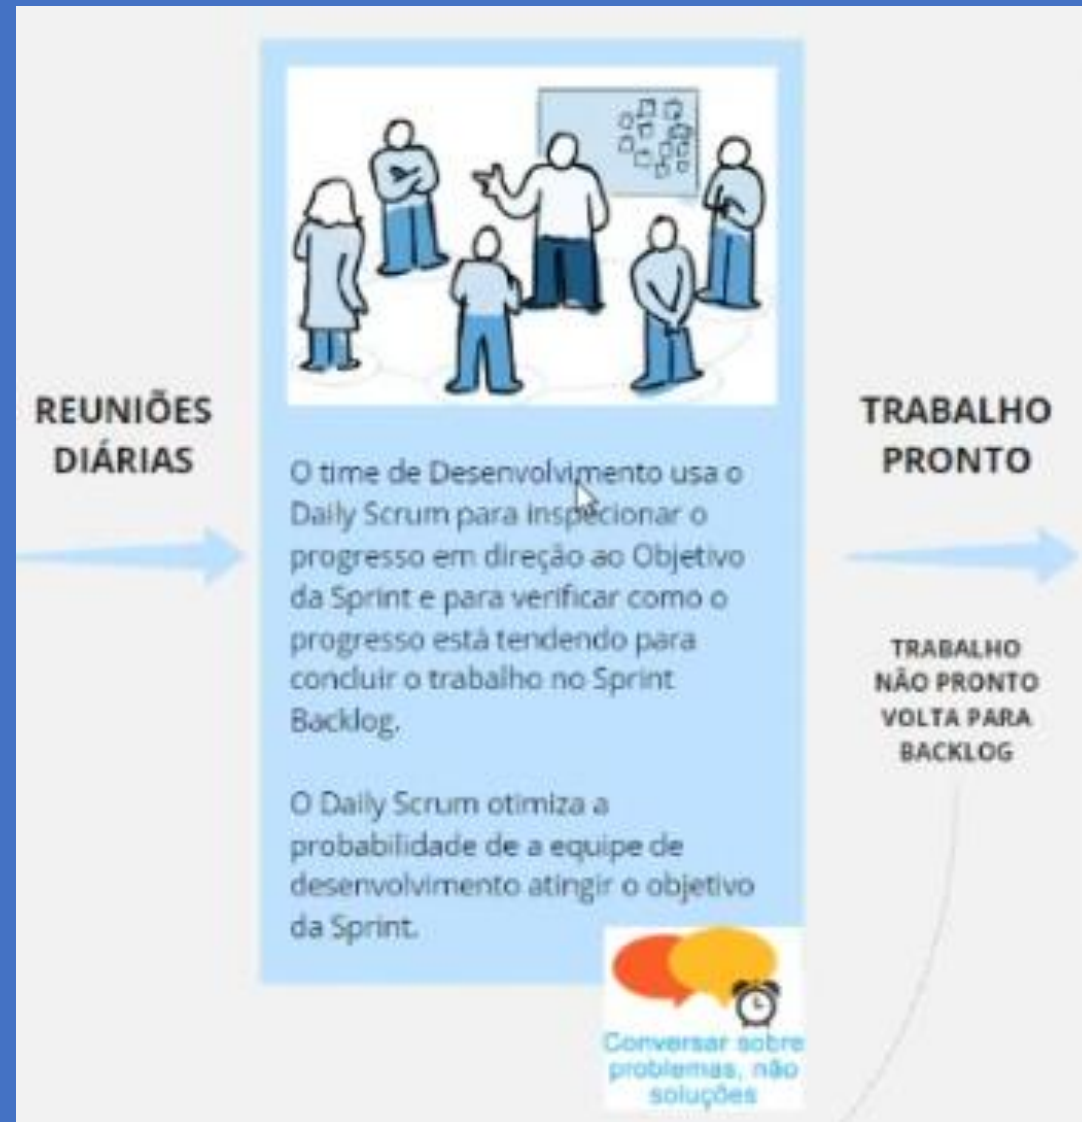 REUNIÕES
DIÁRIAS
O time de Desenvolvimento usa o
Daily Scrum para inspecionar o
progresso em direção ao Objetivo
da Sprint e para verificar como o
progresso está tendendo para
concluir o trabalho no Sprint
Backlog.
O Daily Scrum otimiza a
probabilidade de a equipe de
desenvolvimento atingir o objetivo
da Sprint.
Conversar sobre
problemas, não
soluções
TRABALHO
PRONTO
TRABALHO
NÃO PRONTO
VOLTA PARA
BACKLOG